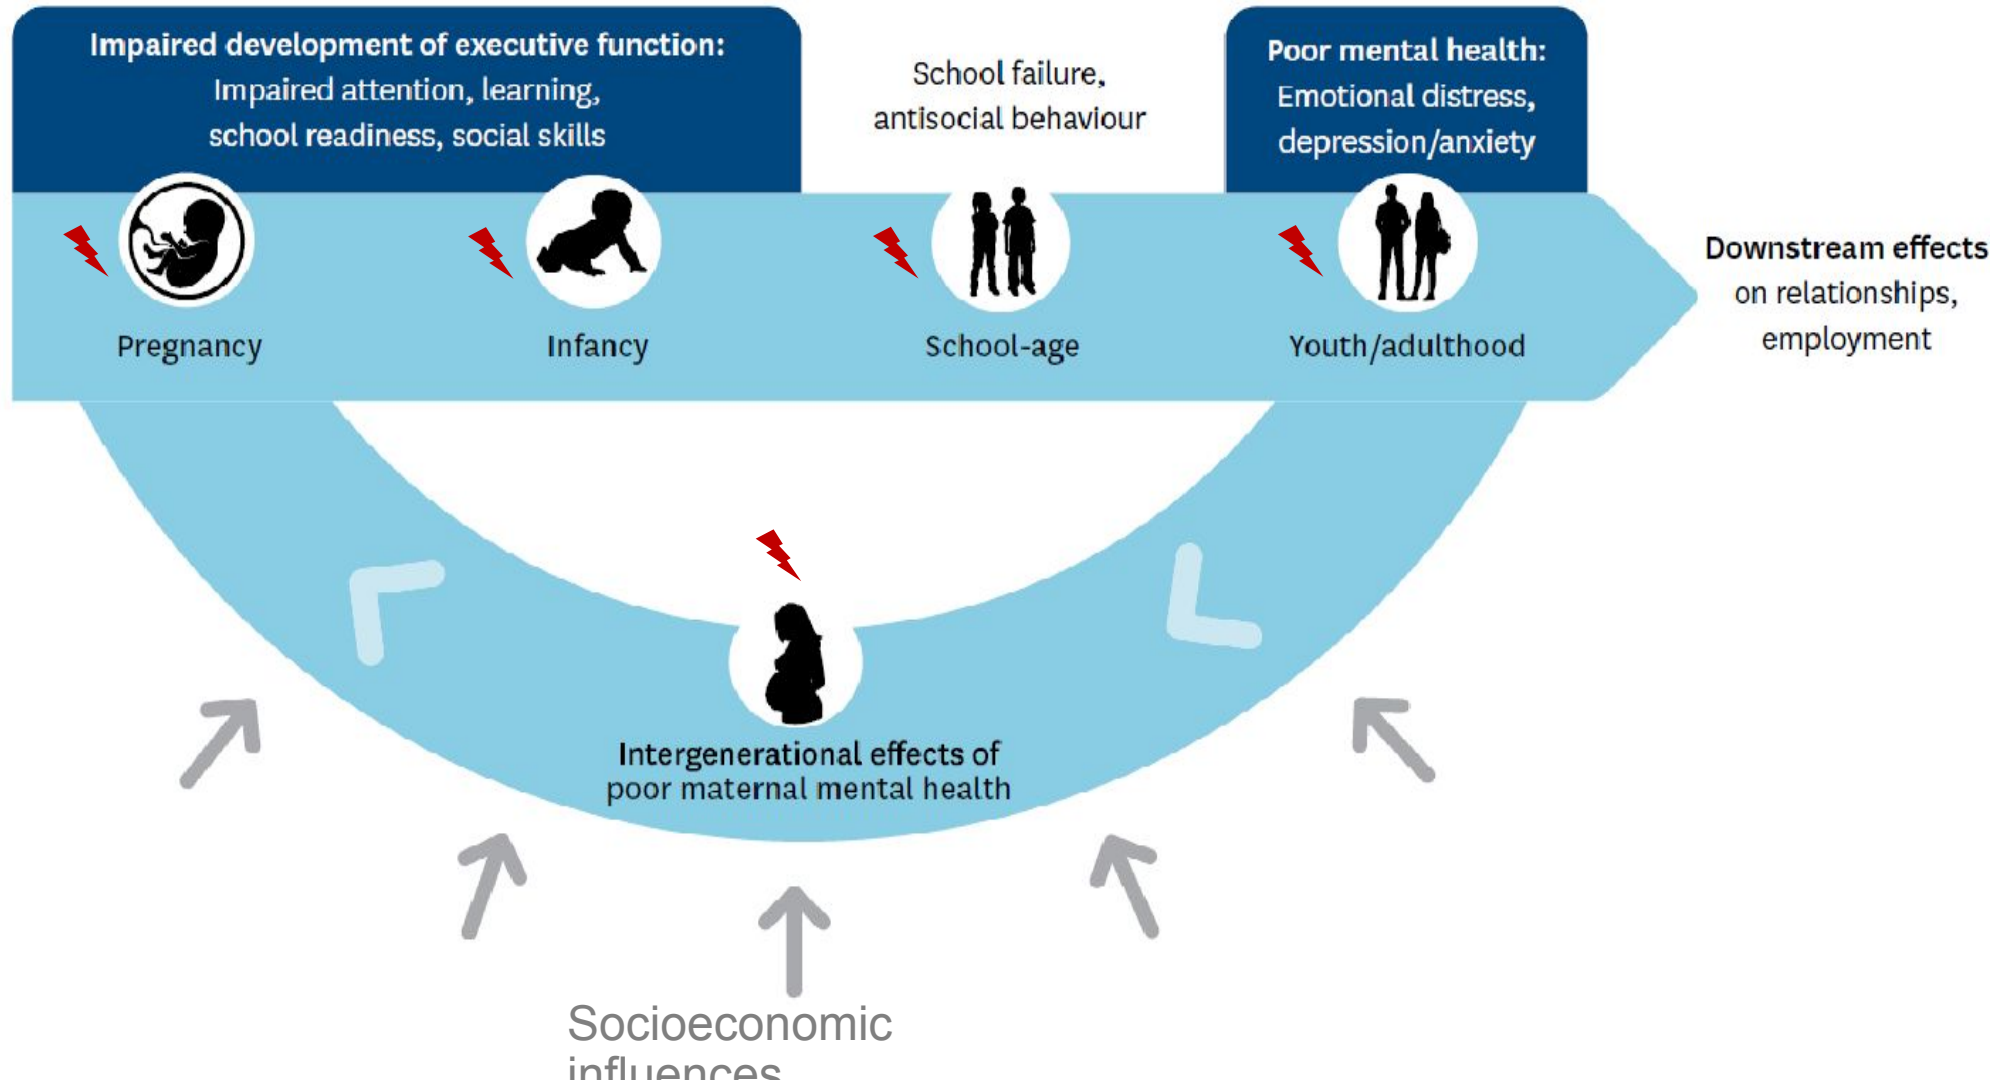 Impaired development of executive function:
Impaired attention, learning,
school readiness, social skills
School failure,
antisocial behaviour
Poor mental health:
Emotional distress,
depression/anxiety
Pregnancy
Infancy
School-age
Youth/adulthood
Downstream effects
on relationships,
employment
Intergenerational effects of
poor maternal mental health
Socioeconomic
influences